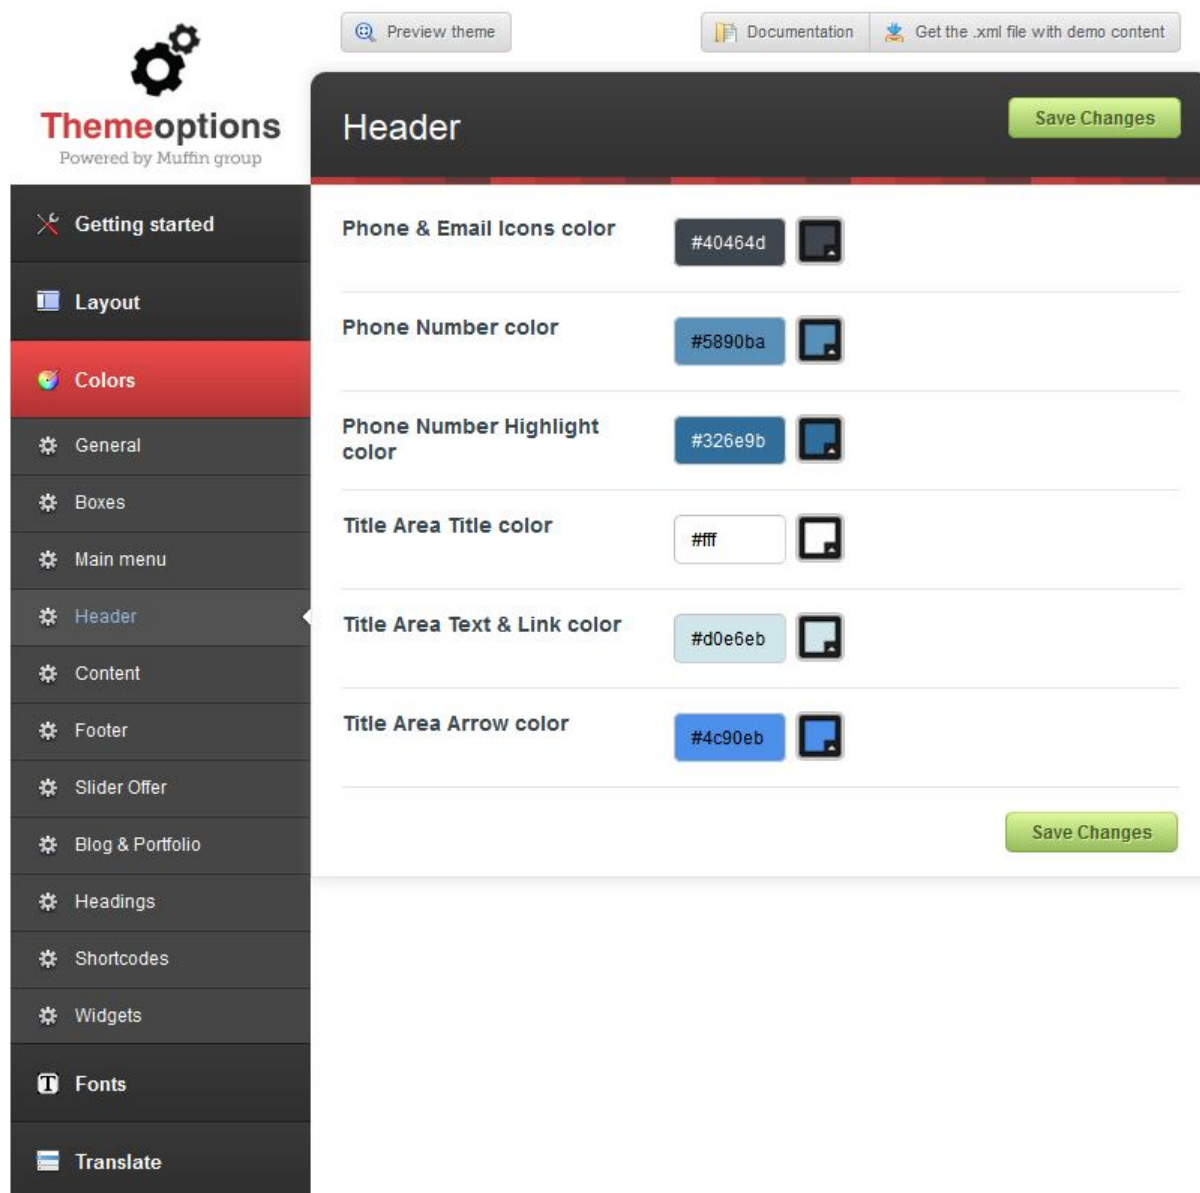 Preview theme
Documentation
Get the .xml file with demo content
Themeoptions
Powered by Muffin group
Header
Save Changes
Getting started
Layout
Colors
General
Boxes
Main menu
Header
Content
Footer
Slider Offer
Blog & Portfolio
Headings
Shortcodes
Widgets
Fonts
Translate
Phone & Email Icons color
#40464d
Phone Number color
#5890ba
Phone Number Highlight
color
#326e9b
Title Area Title color
#fff
Title Area Text & Link color
#d0e6eb
Title Area Arrow color
#4c90eb
Save Changes